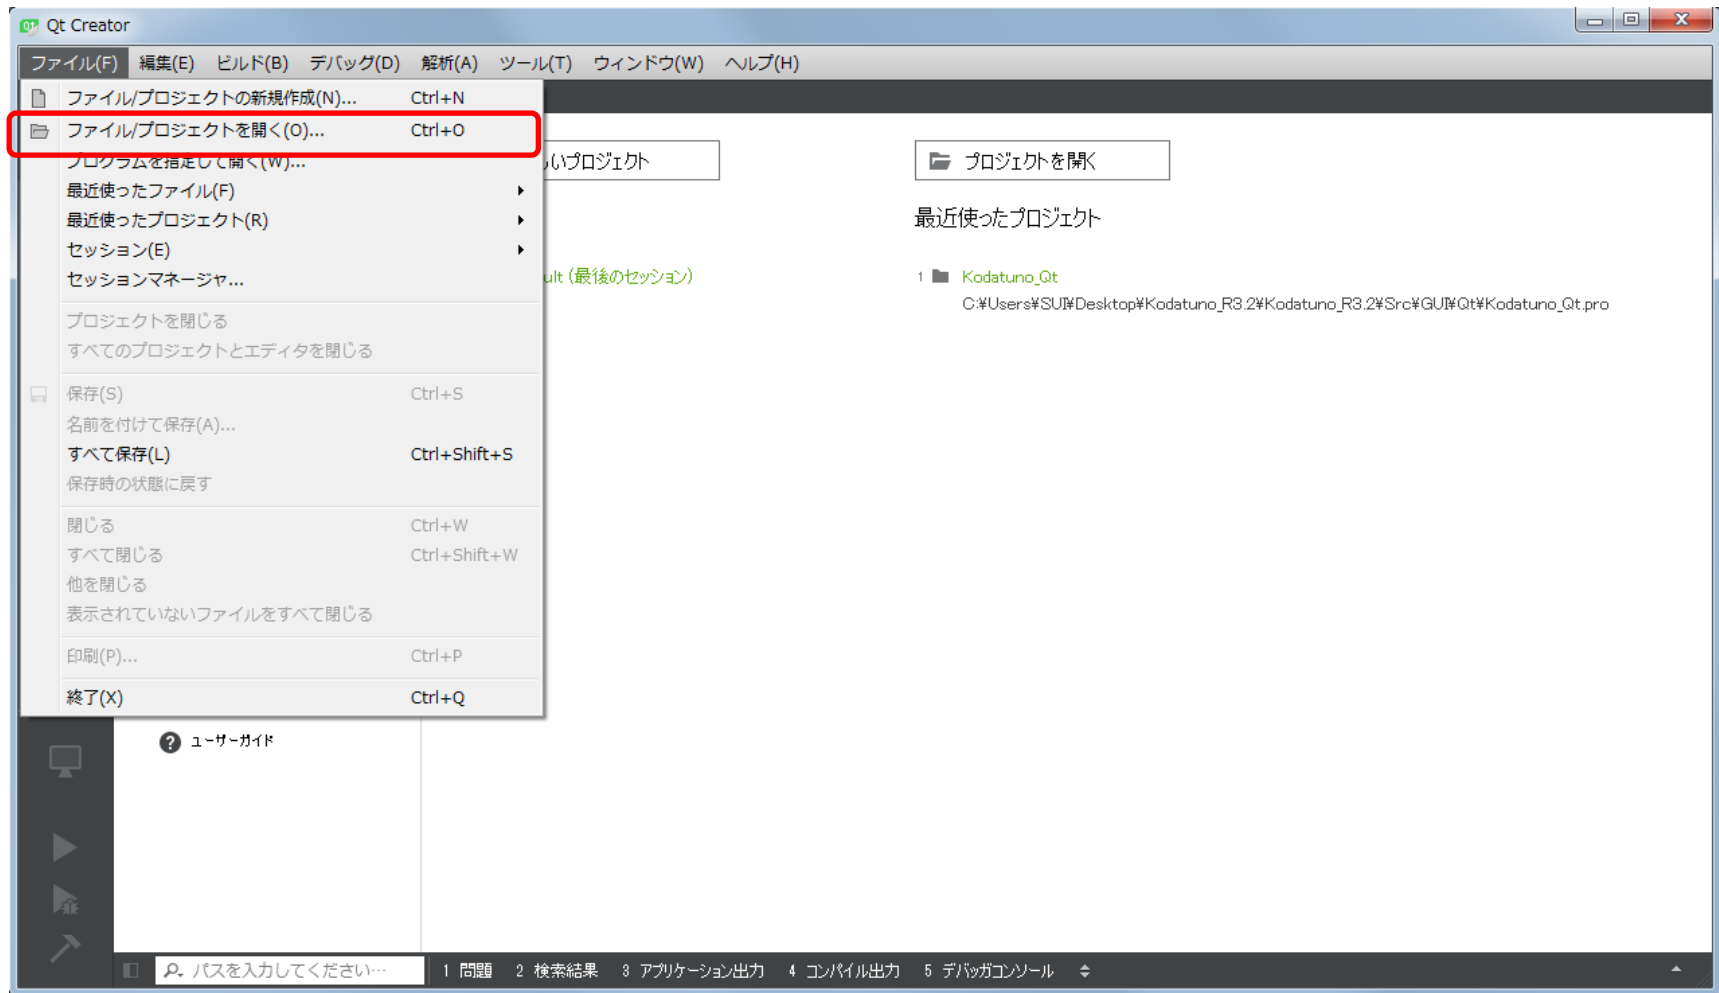 Qt Creator
ファイル(F) 編集(E) ビルド(B) デバッグ(D) 解析(A) ツール(T) ウィンドウ(W) ヘルプ(H)
ファイル/プロジェクトの新規作成(N)... Ctrl+N
ファイル/プロジェクトを開く(O)... Ctrl+O
プログラムを指定して開く(W)...
最近使ったファイル(F)
最近使ったプロジェクト(R)
セッション(E)
セッションマネージャ...
プロジェクトを閉じる
すべてのプロジェクトとエディタを閉じる
保存(S) Ctrl+S
名前を付けて保存(A)...
すべて保存(L) Ctrl+Shift+S
保存時の状態に戻す
閉じる Ctrl+W
すべて閉じる Ctrl+Shift+W
他を閉じる
表示されていないファイルをすべて閉じる
印刷(P)... Ctrl+P
終了(X) Ctrl+Q
いプロジェクト
ult (最後のセッション)
プロジェクトを開く
最近使ったプロジェクト
1 Kodatuno_Qt
C:¥Users¥SUI¥Desktop¥Kodatuno_R3.2¥Kodatuno_R3.2¥Src¥GUI¥Qt¥Kodatuno_Qt.pro
ユーザーガイド
パスを入力してください…
1 問題 2 検索結果 3 アプリケーション出力 4 コンパイル出力 5 デバッガコンソール